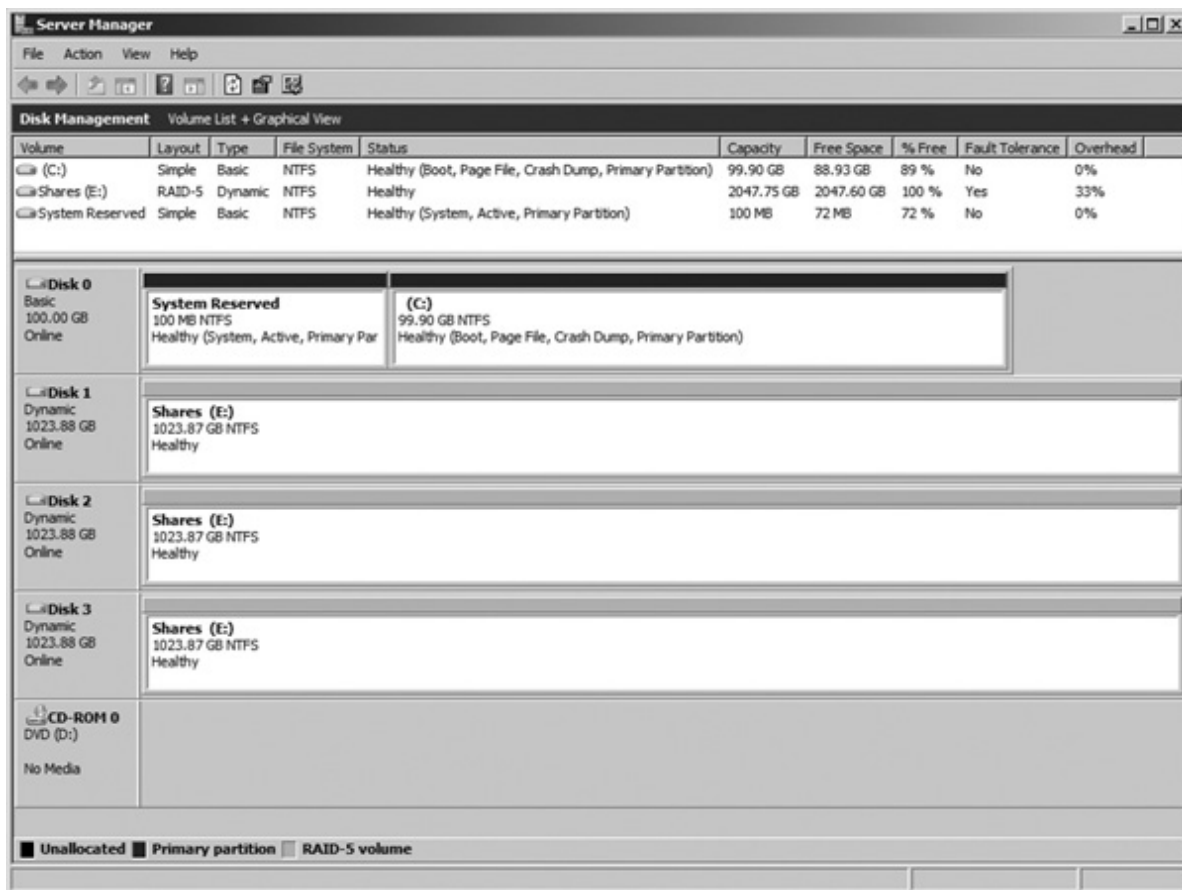 Server Manager
File Action View Help
Disk Management Volume List + Graphical View
Volume Layout Type File System Status Capacity Free Space % Free Fault Tolerance Overhead
(C:) Simple Basic NTFS Healthy (Boot, Page File, Crash Dump, Primary Partition) 99.90 GB 88.93 GB 89 % No 0%
Shares (E:) RAID-5 Dynamic NTFS Healthy 2047.75 GB 2047.60 GB 100 % Yes 33%
System Reserved Simple Basic NTFS Healthy (System, Active, Primary Partition) 100 MB 72 MB 72 % No 0%
Disk 0
Basic
100.00 GB
Online
System Reserved
100 MB NTFS
Healthy (System, Active, Primary Par
(C:)
99.90 GB NTFS
Healthy (Boot, Page File, Crash Dump, Primary Partition)
Disk 1
Dynamic
1023.88 GB
Online
Shares (E:)
1023.87 GB NTFS
Healthy
Disk 2
Dynamic
1023.88 GB
Online
Shares (E:)
1023.87 GB NTFS
Healthy
Disk 3
Dynamic
1023.88 GB
Online
Shares (E:)
1023.87 GB NTFS
Healthy
CD-ROM 0
DVD (D:)
No Media
Unallocated Primary partition RAID-5 volume